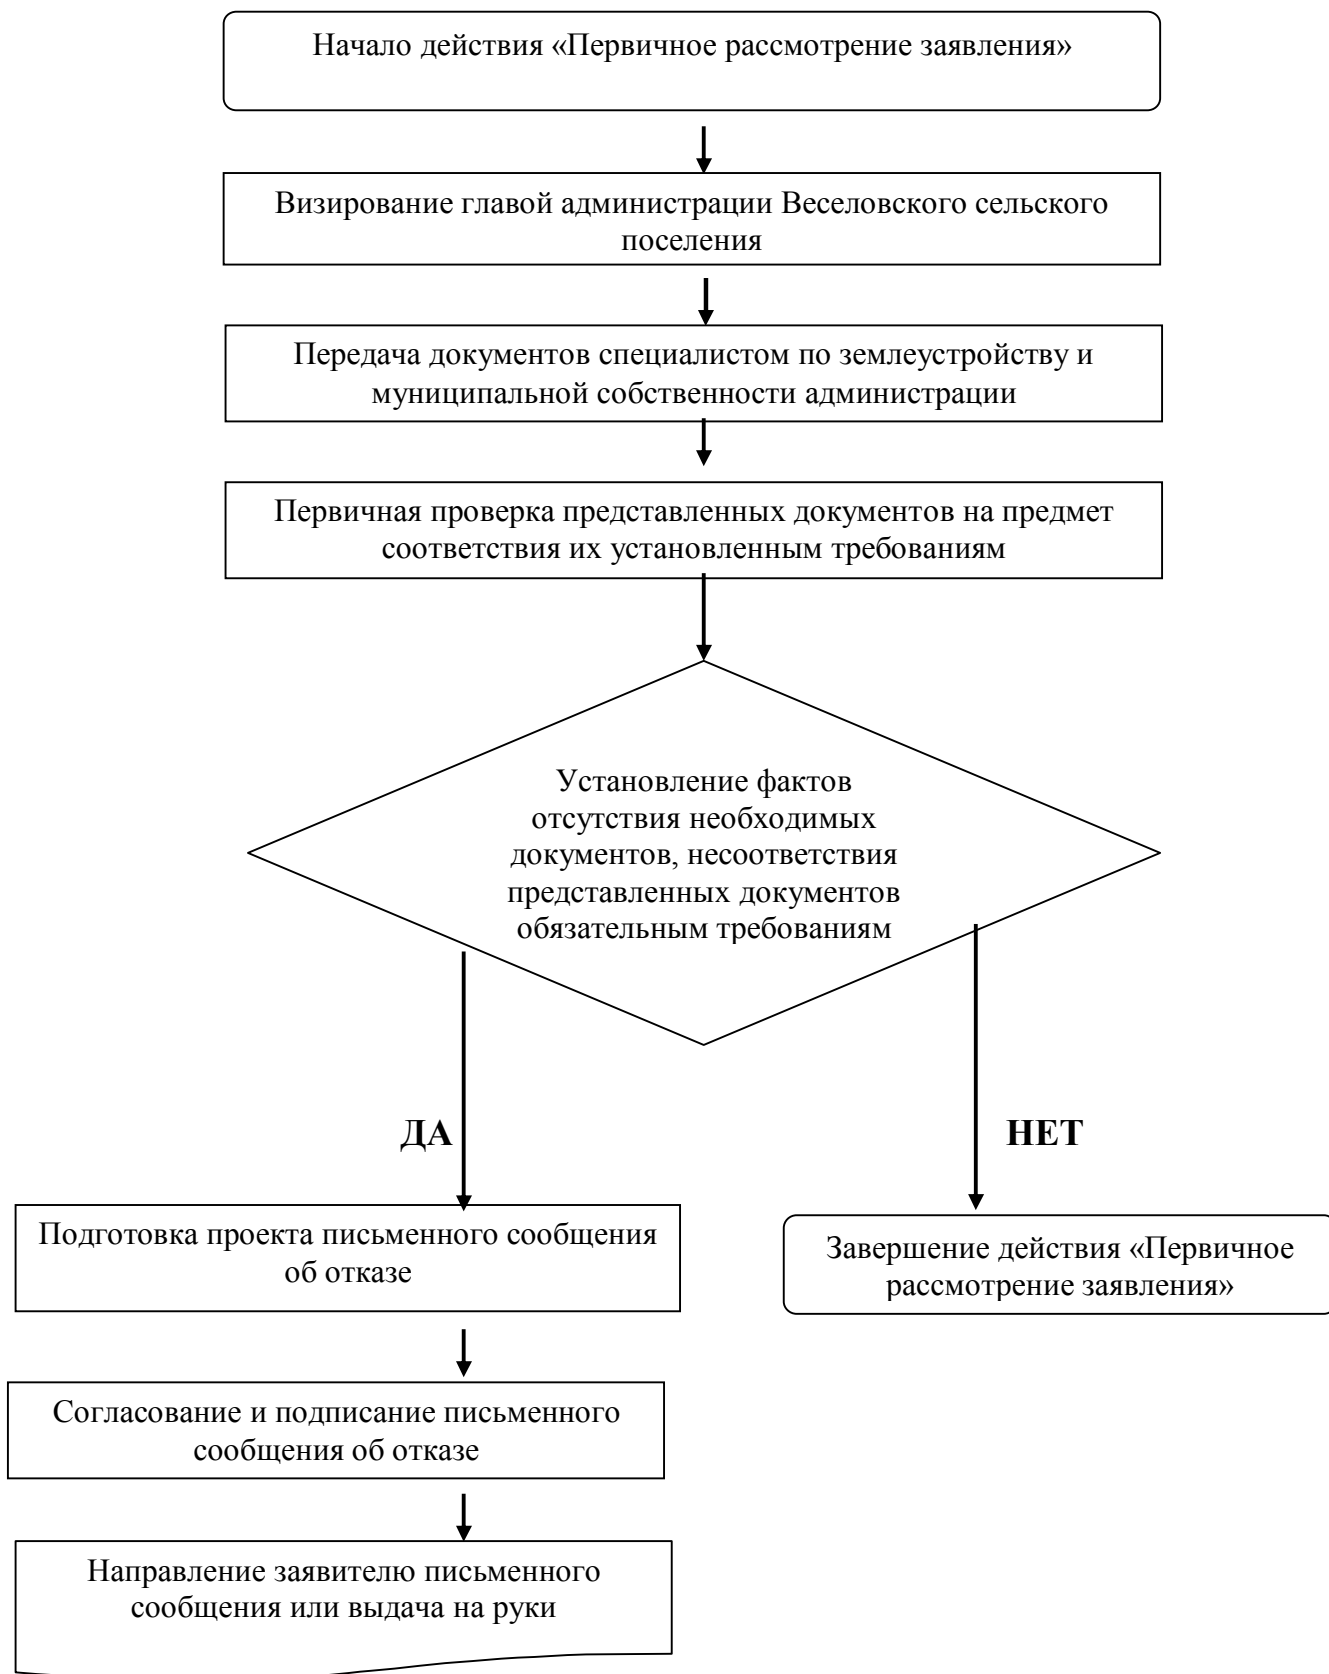 Начало действия «Первичное рассмотрение заявления»
Визирование главой администрации Веселовского сельского
поселения
Передача документов специалистом по землеустройству и
муниципальной собственности администрации
Первичная проверка представленных документов на предмет
соответствия их установленным требованиям
Установление фактов
отсутствия необходимых
документов, несоответствия
представленных документов
обязательным требованиям
ДА
НЕТ
Подготовка проекта письменного сообщения
об отказе
Завершение действия «Первичное
рассмотрение заявления»
Согласование и подписание письменного
сообщения об отказе
Направление заявителю письменного
сообщения или выдача на руки